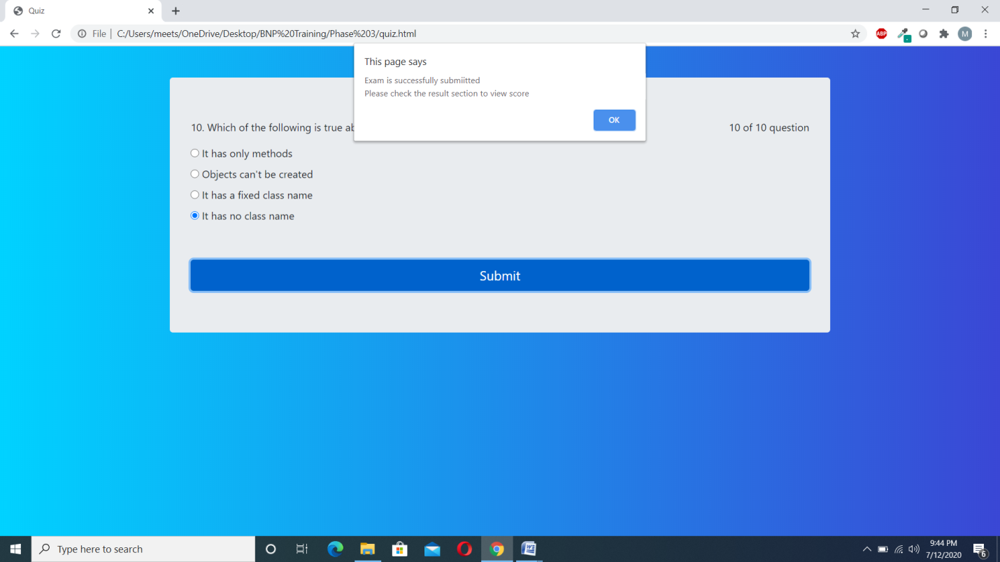 Quiz
File
C:/Users/meets/OneDrive/Desktop/BNP%20Training/Phase%203/quiz.html
ABP
M
This page says
Exam is successfully submiitted
Please check the result section to view score
OK
10. Which of the following is true
10 of 10 question
It has only methods
Objects can't be created
It has a fixed class name
It has no class name
Submit
Type here to search
9:44 PM
7/12/2020
6